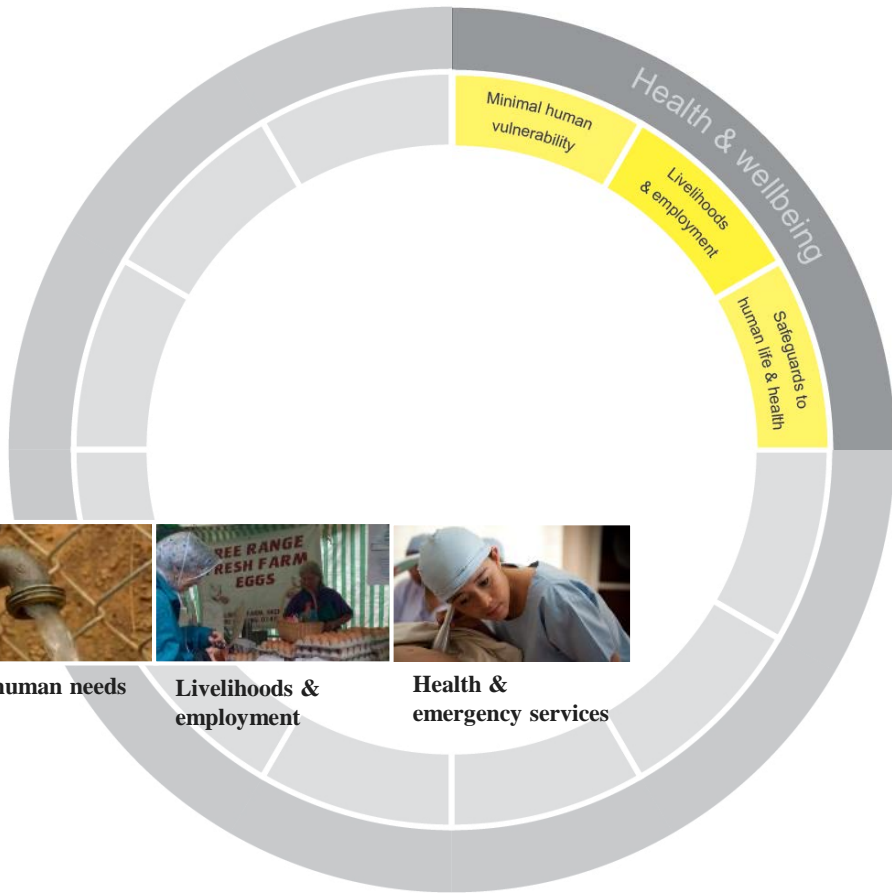 Health & wellbeing
Minimal human
vulnerability
Livelihoods
& employment
Safeguards to
human life & health
REE RANGE
RESH FARM
EGGS
human needs
Livelihoods &
employment
Health &
emergency services